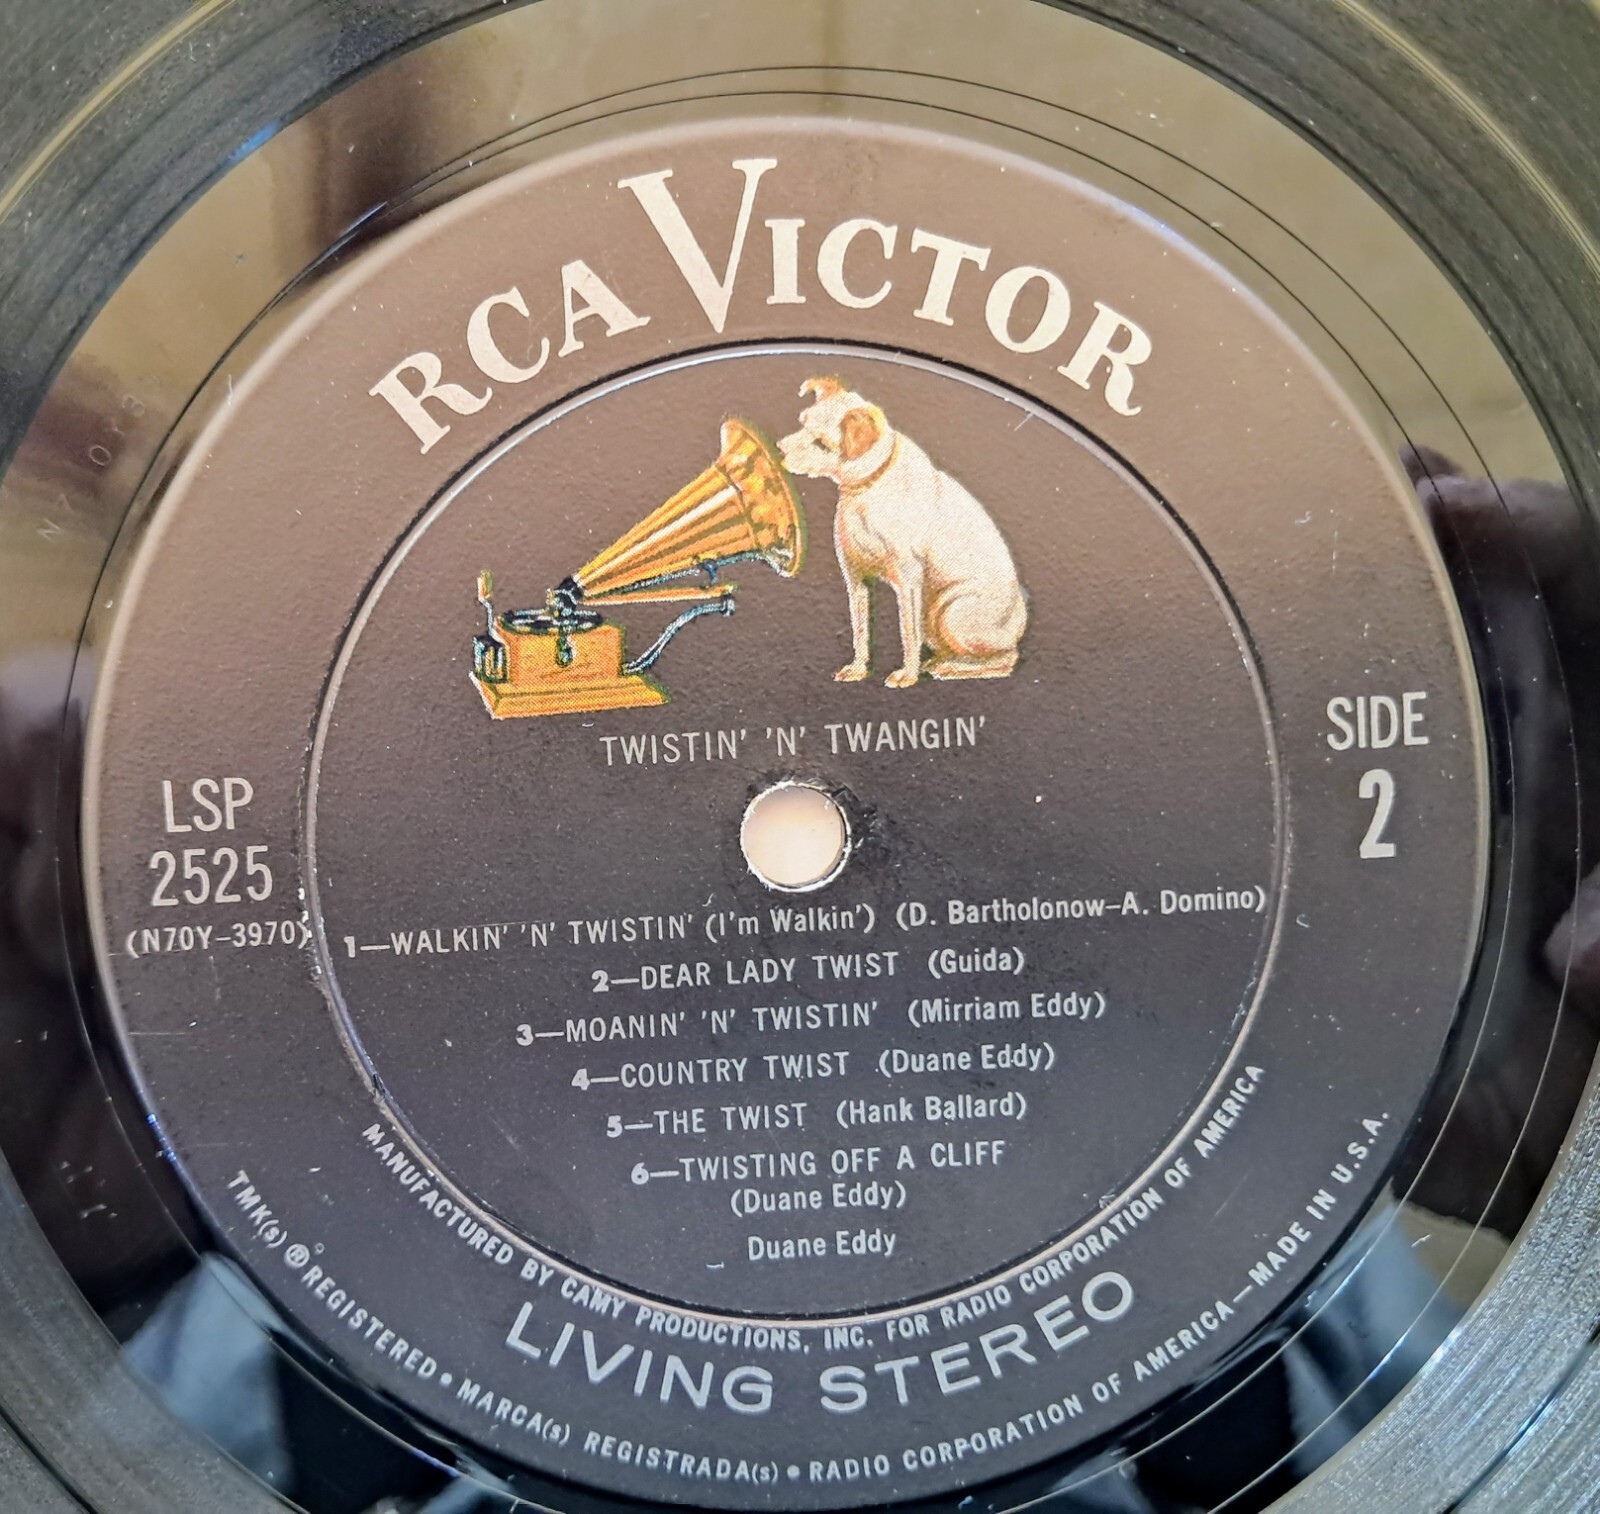 RCA VICTOR
TWISTIN' 'N' TWANGIN'
LSP
2525
(N70Y-3970)
SIDE
2
1—WALKIN' 'N' TWISTIN' (I'm Walkin') (D. Bartholonow-A. Domino)
2—DEAR LADY TWIST (Guida)
3—MOANIN' 'N' TWISTIN' (Mirriam Eddy)
4—COUNTRY TWIST (Duane Eddy)
5—THE TWIST (Hank Ballard)
6—TWISTING OFF A CLIFF
(Duane Eddy)
Duane Eddy
MANUFACTURED BY CAMY PRODUCTIONS, INC. FOR RADIO CORPORATION OF AMERICA
LIVING STEREO
TMK(s) ® REGISTERED • MARCA(s) REGISTRADA(s) • RADIO CORPORATION OF AMERICA—MADE IN U.S.A.